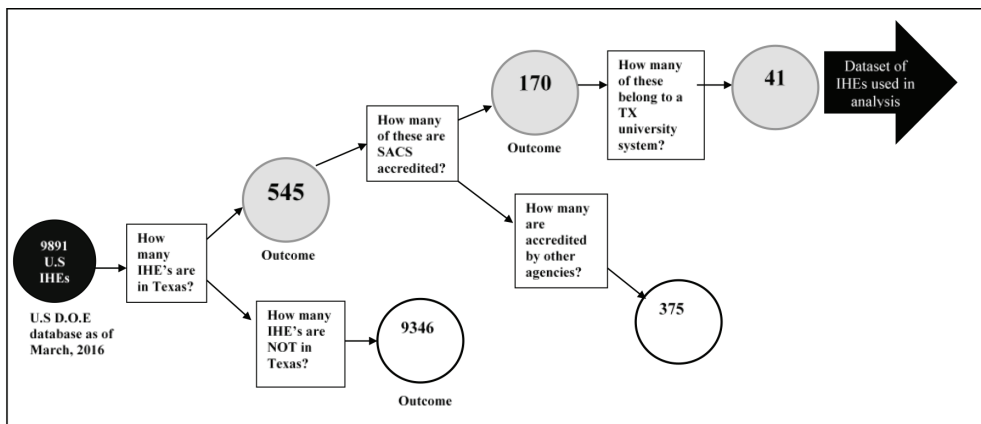 9891
U.S
IHEs
U.S D.O.E
database as of
March, 2016
How
many
IHE's are
in Texas?
545
Outcome
How many
IHE's are
NOT in
Texas?
9346
Outcome
How many
of these are
SACS
accredited?
170
Outcome
How many
are
accredited
by other
agencies?
375
How many
of these
belong to a
TX
university
system?
41
Dataset of
IHEs used in
analysis